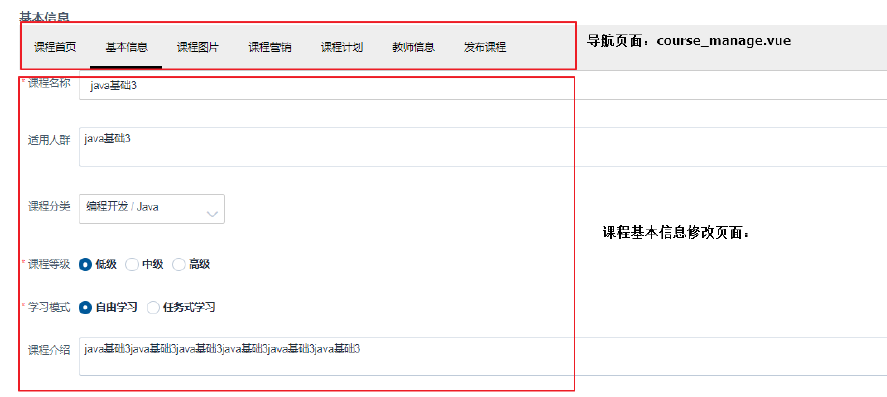 基本信息
课程首页 基本信息 课程图片 课程营销 课程计划 教师信息 发布课程
导航页面：course_manage.vue
* 课程名称 java基础3
适用人群 java基础3
课程分类 编程开发 / Java
课程基本信息修改页面：
* 课程等级 低级 中级 高级
* 学习模式 自由学习 任务式学习
课程介绍 java基础3java基础3java基础3java基础3java基础3java基础3